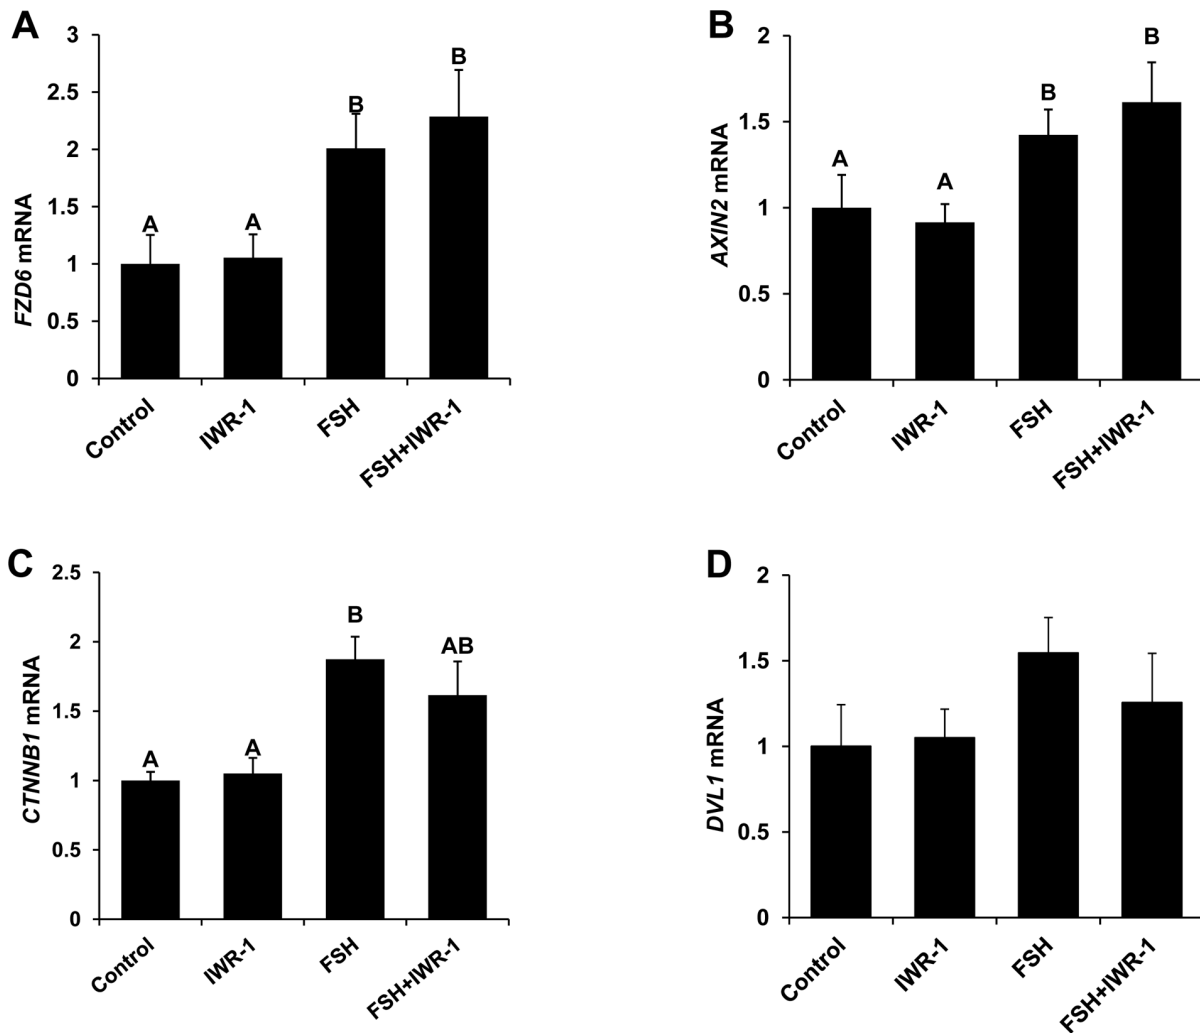 A
FZD6 mRNA
3
2.5
2
1.5
1
0.5
0
A
A
B
B
Control
IWR-1
FSH
FSH+IWR-1
B
AXIN2 mRNA
2
1.5
1
0.5
0
A
A
B
B
Control
IWR-1
FSH
FSH+IWR-1
C
CTNNB1 mRNA
2.5
2
1.5
1
0.5
0
A
A
B
AB
Control
IWR-1
FSH
FSH+IWR-1
D
DVL1 mRNA
2
1.5
1
0.5
0
Control
IWR-1
FSH
FSH+IWR-1